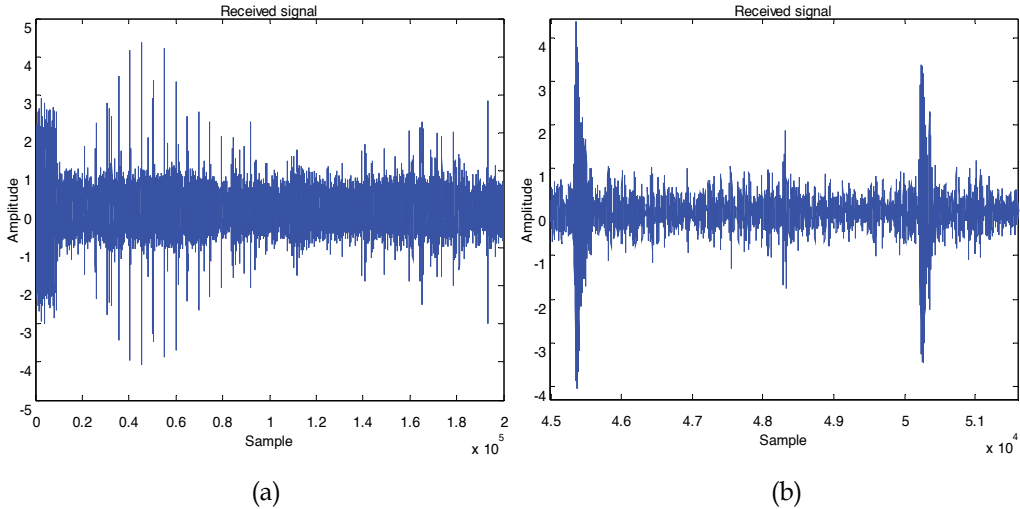 Received signal
5
4
3
2
1
0
-1
-2
-3
-4
-5
Amplitude
0 0.2 0.4 0.6 0.8 1 1.2 1.4 1.6 1.8 2
Sample
x 10^5
(a)
Received signal
4
3
2
1
0
-1
-2
-3
-4
Amplitude
4.5 4.6 4.7 4.8 4.9 5 5.1
Sample
x 10^4
(b)